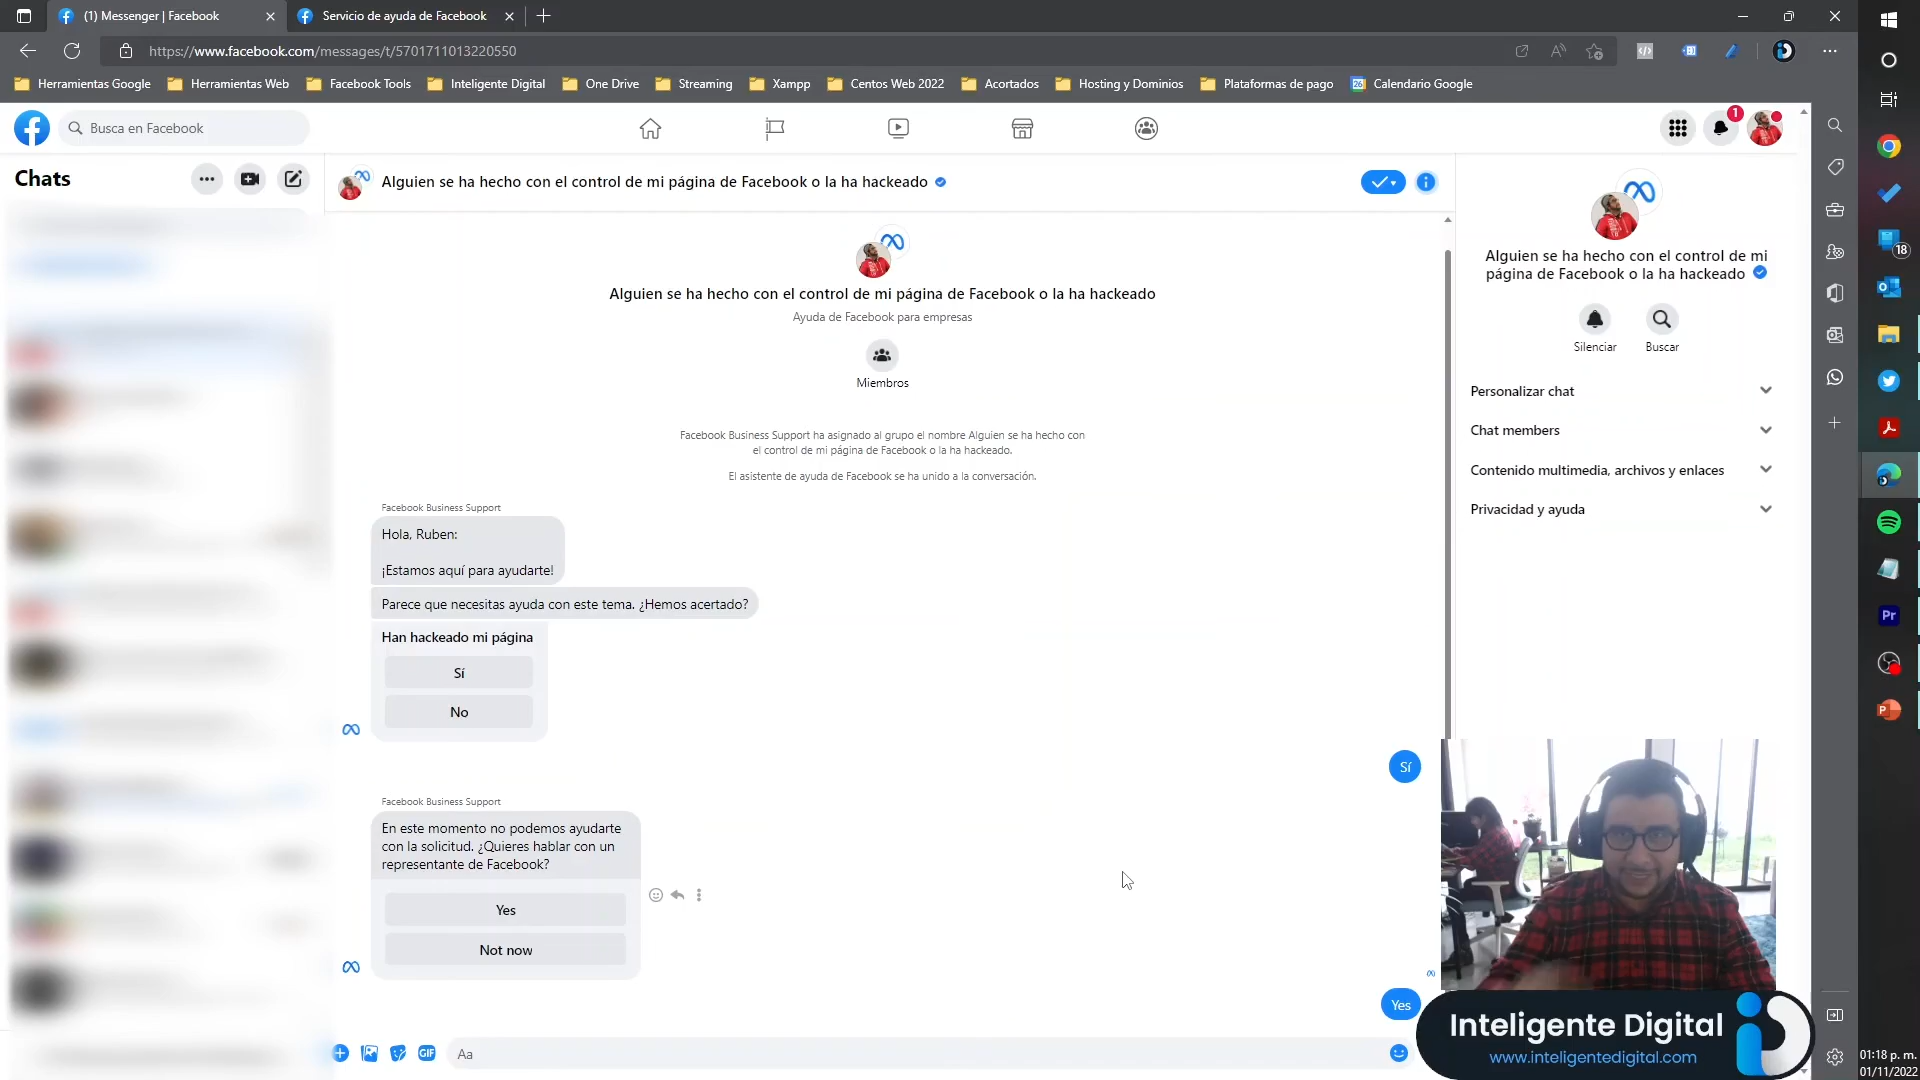 (1) Messenger | Facebook
Servicio de ayuda de Facebook
https://www.facebook.com/messages/t/5701711013220550
Herramientas Google
Herramientas Web
Facebook Tools
Inteligente Digital
One Drive
Streaming
Xampp
Centos Web 2022
Acortados
Hosting y Dominios
Plataformas de pago
26
Calendario Google
Busca en Facebook
1
Chats
Alguien se ha hecho con el control de mi página de Facebook o la ha hackeado
Alguien se ha hecho con el control de mi página de Facebook o la ha hackeado
Ayuda de Facebook para empresas
Miembros
Facebook Business Support ha asignado al grupo el nombre Alguien se ha hecho con
el control de mi página de Facebook o la ha hackeado.
El asistente de ayuda de Facebook se ha unido a la conversación.
Facebook Business Support
Hola, Ruben:
¡Estamos aquí para ayudarte!
Parece que necesitas ayuda con este tema. ¿Hemos acertado?
Han hackeado mi página
Sí
No
Sí
Facebook Business Support
En este momento no podemos ayudarte
con la solicitud. ¿Quieres hablar con un
representante de Facebook?
Yes
Not now
Yes
GIF
Aa
Alguien se ha hecho con el control de mi
página de Facebook o la ha hackeado
Silenciar
Buscar
Personalizar chat
Chat members
Contenido multimedia, archivos y enlaces
Privacidad y ayuda
18
Pr
P
Inteligente Digital
www.inteligentedigital.com
01:18 p. m.
01/11/2022